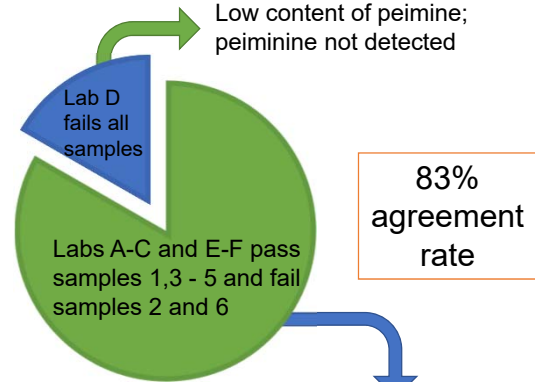 Low content of peimine;
peiminine not detected
Lab D
fails all
samples
83%
agreement
rate
Labs A-C and E-F pass
samples 1,3 - 5 and fail
samples 2 and 6